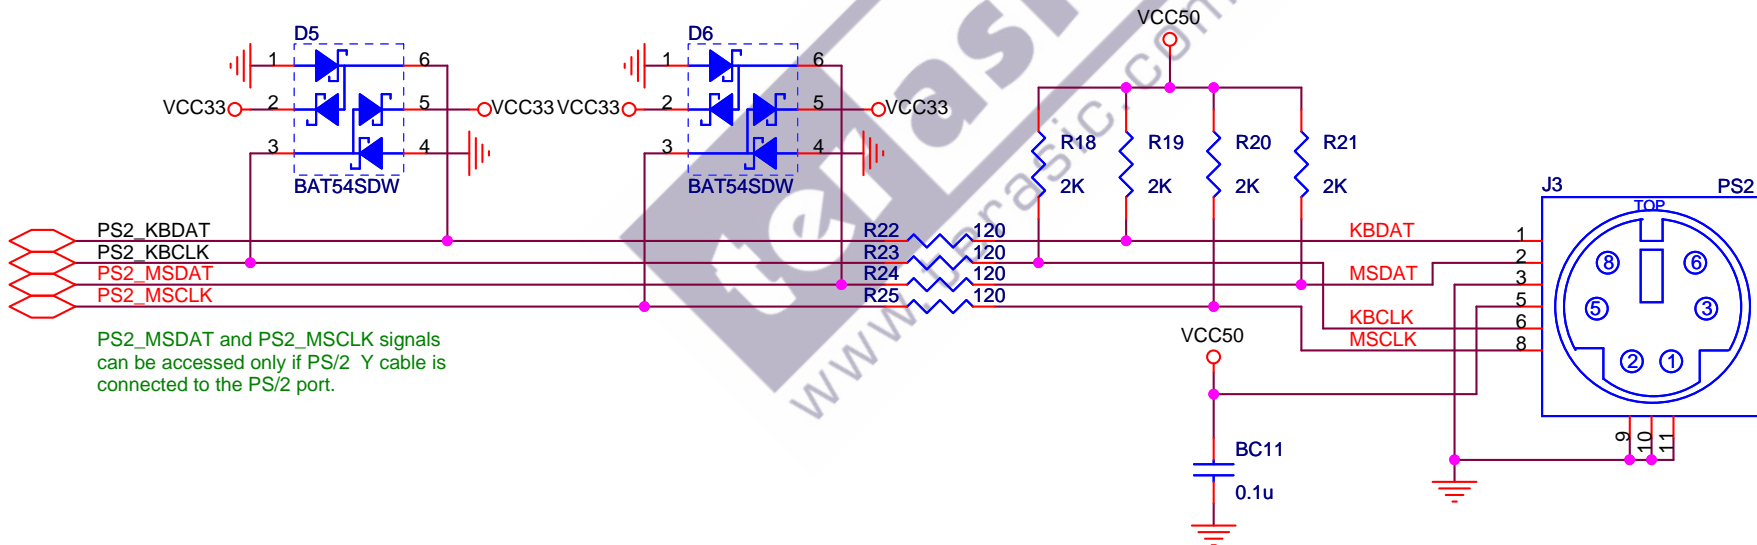 VCC50
D5
D6
1
6
1
6
VCC33
2
5
VCC33
VCC33
2
5
VCC33
3
4
3
4
BAT54SDW
BAT54SDW
R18
R19
R20
R21
2K
2K
2K
2K
J3
PS2
TOP
PS2_KBDAT
R22
120
KBDAT
1
PS2_KBCLK
R23
120
2
PS2_MSDAT
R24
120
MSDAT
3
PS2_MSCLK
R25
120
5
KBCLK
6
MSCLK
8
8
6
5
3
2
1
PS2_MSDAT and PS2_MSCLK signals
can be accessed only if PS/2 Y cable is
connected to the PS/2 port.
VCC50
BC11
0.1u
9
10
11
terasic
www.terasic.com